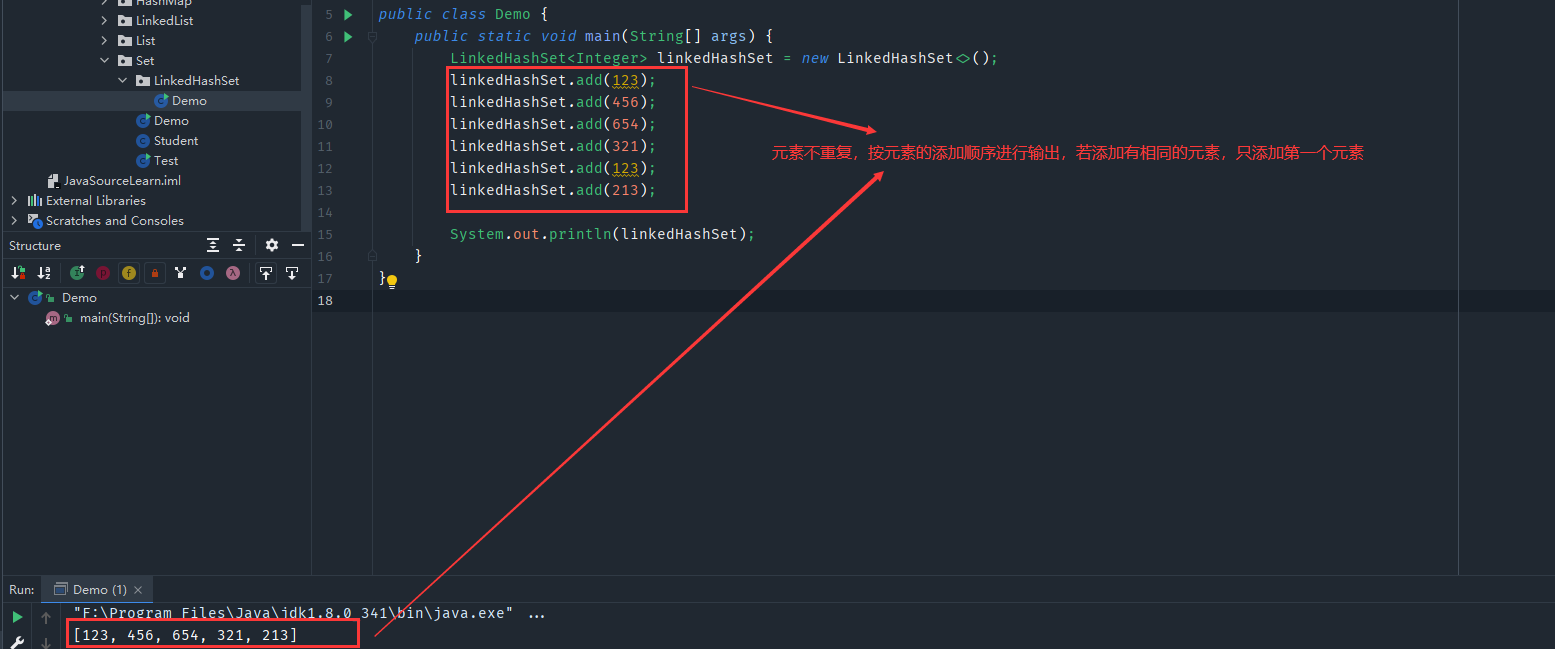 HashMap
LinkedList
List
Set
LinkedHashSet
Demo
Demo
Student
Test
JavaSourceLearn.iml
External Libraries
Scratches and Consoles
Structure
Demo
main(String[]): void
5 public class Demo {
6 public static void main(String[] args) {
7 LinkedHashSet<Integer> linkedHashSet = new LinkedHashSet<>();
8 linkedHashSet.add(123);
9 linkedHashSet.add(456);
10 linkedHashSet.add(654);
11 linkedHashSet.add(321);
12 linkedHashSet.add(123);
13 linkedHashSet.add(213);
14
15 System.out.println(linkedHashSet);
16 }
17 }
18
元素不重复，按元素的添加顺序进行输出，若添加有相同的元素，只添加第一个元素
Run: Demo (1)
"F:\Program Files\Java\jdk1.8.0_341\bin\java.exe" ...
[123, 456, 654, 321, 213]